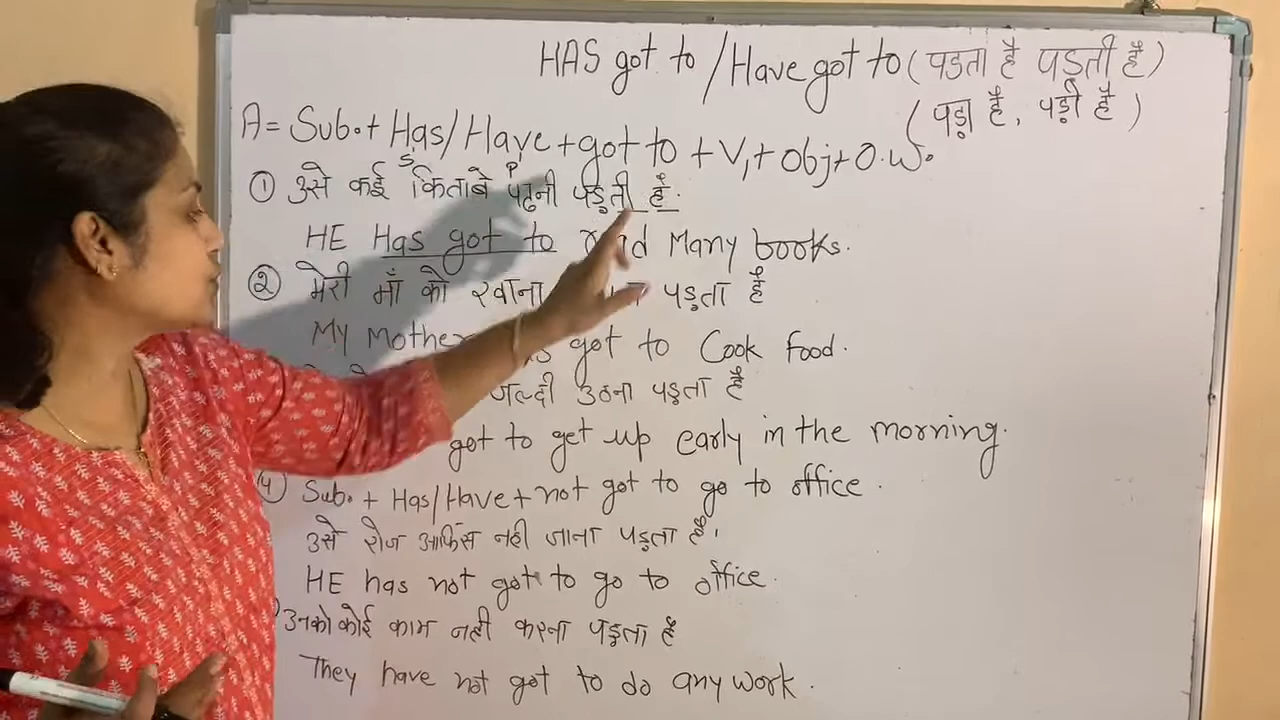 HAS got to / Have got to (पडता है पड़ती है)
(पड़ा है, पड़ी है)
A = Sub. + Has/Have + got to + V₁ + obj + O.W.
S P
① उसे कई किताबे पढनी पड़ती है.
HE Has got to read Many books.
② मेरी माँ को खाना पड़ता है
My Mother has got to Cook food.
जल्दी उठना पड़ता है
got to get up early in the morning.
(4) Sub. + Has/Have + not got to go to office.
उसे रोज आफिस नही जाना पड़ता है.
HE has not got to go to office.
उनको कोई काम नही करना पड़ता है
They have not got to do any work.